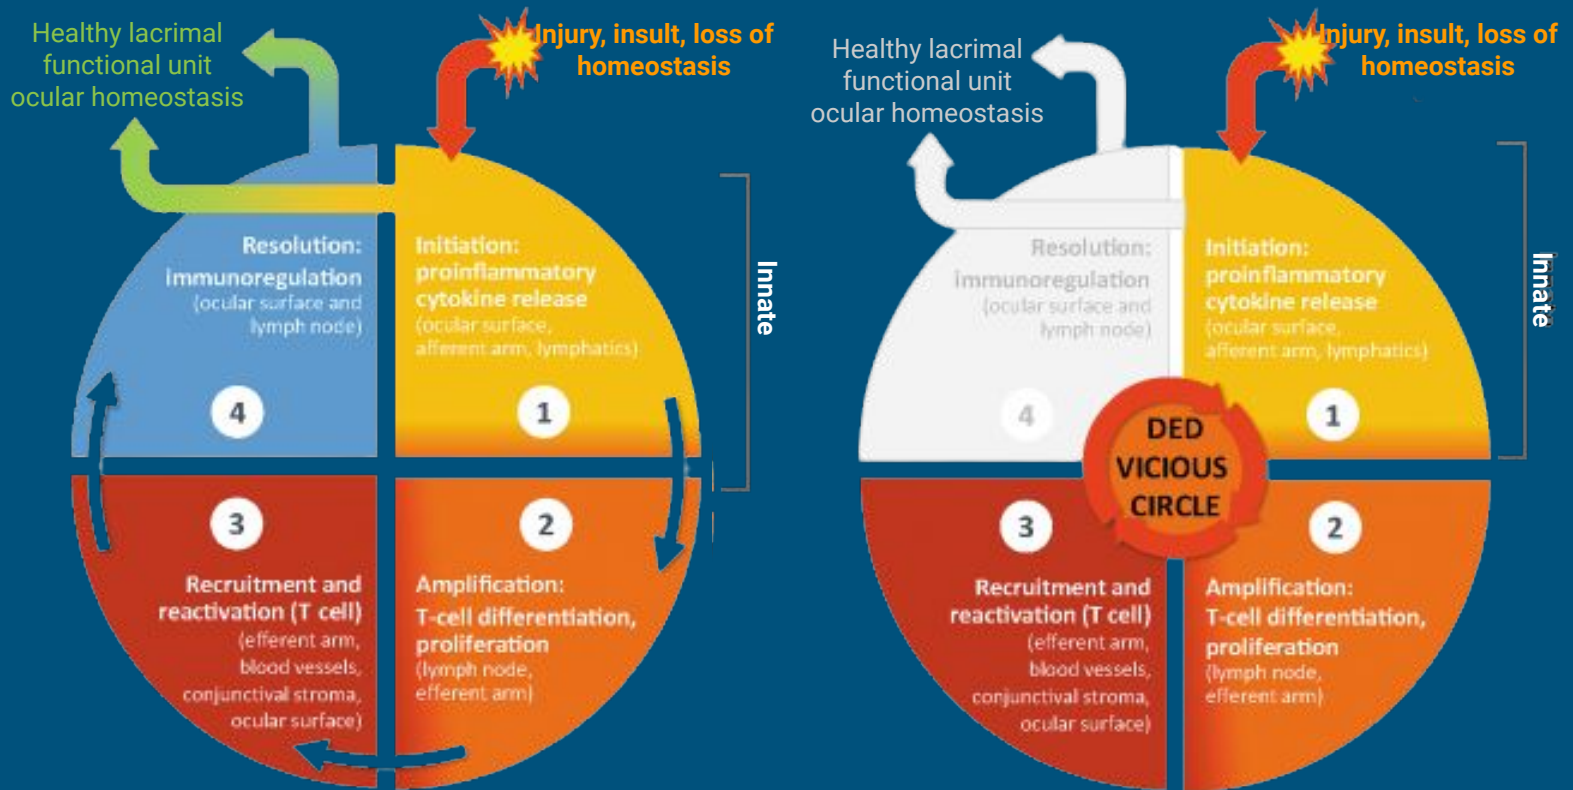 Healthy lacrimal
functional unit
ocular homeostasis
Injury, insult, loss of
homeostasis
Resolution:
immunoregulation
(ocular surface and
lymph node)
4
Initiation:
proinflammatory
cytokine release
(ocular surface,
afferent arm, lymphatics)
1
Innate
3
Recruitment and
reactivation (T cell)
(efferent arm,
blood vessels,
conjunctival stroma,
ocular surface)
2
Amplification:
T-cell differentiation,
proliferation
(lymph node,
efferent arm)
Healthy lacrimal
functional unit
ocular homeostasis
Injury, insult, loss of
homeostasis
Resolution:
immunoregulation
(ocular surface and
lymph node)
4
Initiation:
proinflammatory
cytokine release
(ocular surface,
afferent arm, lymphatics)
1
Innate
DED
VICIOUS
CIRCLE
3
Recruitment and
reactivation (T cell)
(efferent arm,
blood vessels,
conjunctival stroma,
ocular surface)
2
Amplification:
T-cell differentiation,
proliferation
(lymph node,
efferent arm)